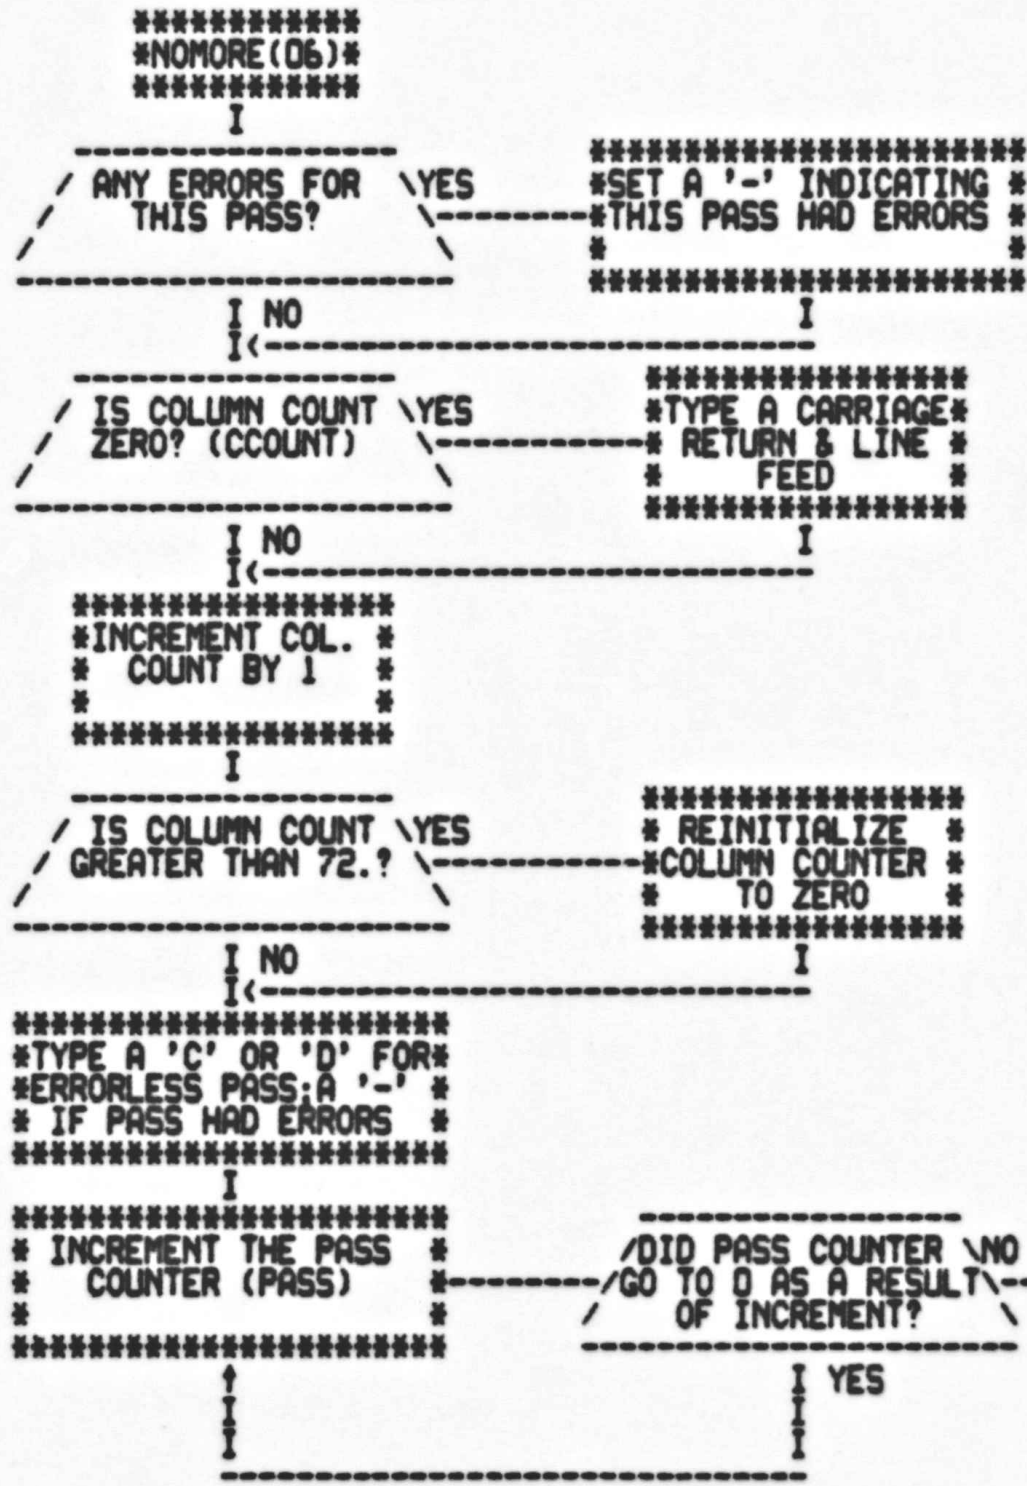 NOMORE(06)
ANY ERRORS FOR
THIS PASS?
YES
SET A '-' INDICATING
THIS PASS HAD ERRORS
NO
IS COLUMN COUNT
ZERO? (CCOUNT)
YES
TYPE A CARRIAGE
RETURN & LINE
FEED
NO
INCREMENT COL.
COUNT BY 1
IS COLUMN COUNT
GREATER THAN 72.?
YES
REINITIALIZE
COLUMN COUNTER
TO ZERO
NO
TYPE A 'C' OR 'D' FOR
ERRORLESS PASS;A '-'
IF PASS HAD ERRORS
INCREMENT THE PASS
COUNTER (PASS)
DID PASS COUNTER
GO TO 0 AS A RESULT
OF INCREMENT?
NO
YES